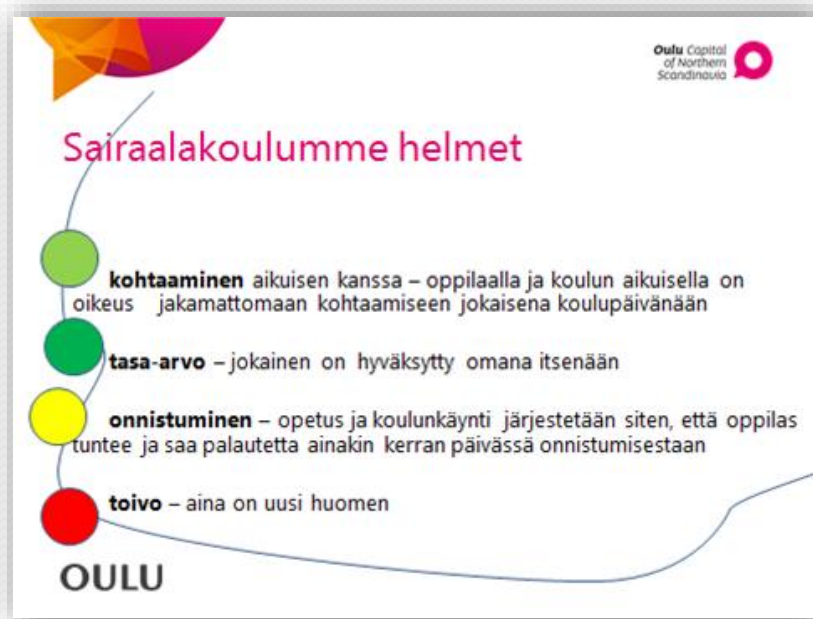 Oulu Capital
of Northern
Scandinavia
Sairaalakoulumme helmet
kohtaaminen aikuisen kanssa – oppilaalla ja koulun aikuisella on
oikeus jakamattomaan kohtaamiseen jokaisena koulupäivänään
tasa-arvo – jokainen on hyväksytty omana itsenään
onnistuminen – opetus ja koulunkäynti järjestetään siten, että oppilas
tuntee ja saa palautetta ainakin kerran päivässä onnistumisestaan
toivo – aina on uusi huomen
OULU